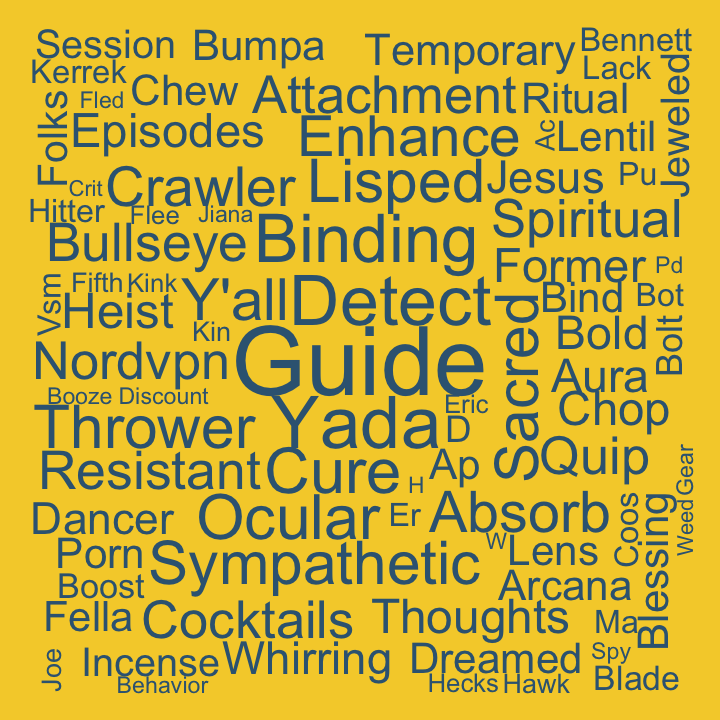 Session Bumpa Temporary Bennett
Kerrek Lack
Fled Chew Attachment Ritual Jeweled
Folks Episodes Enhance Ac Lentil
Crit Crawler Lisped Jesus Pu
Hitter Flee Jiana Spiritual
Bullseye Binding Former Pd
Vsm Fifth Kink Y'all Detect Bind Bot
Heist Kin Sacred Bold Bolt
Nordvpn Guide Aura
Booze Discount Eric Chop
Thrower Yada D
Resistant Cure Ap Quip Gear
H
Dancer Ocular Er Absorb Coos Blessing Weed
Porn Sympathetic W Lens
Boost Arcana
Fella Cocktails Thoughts Ma
Joe Incense Whirring Dreamed Spy
Behavior Hecks Hawk Blade